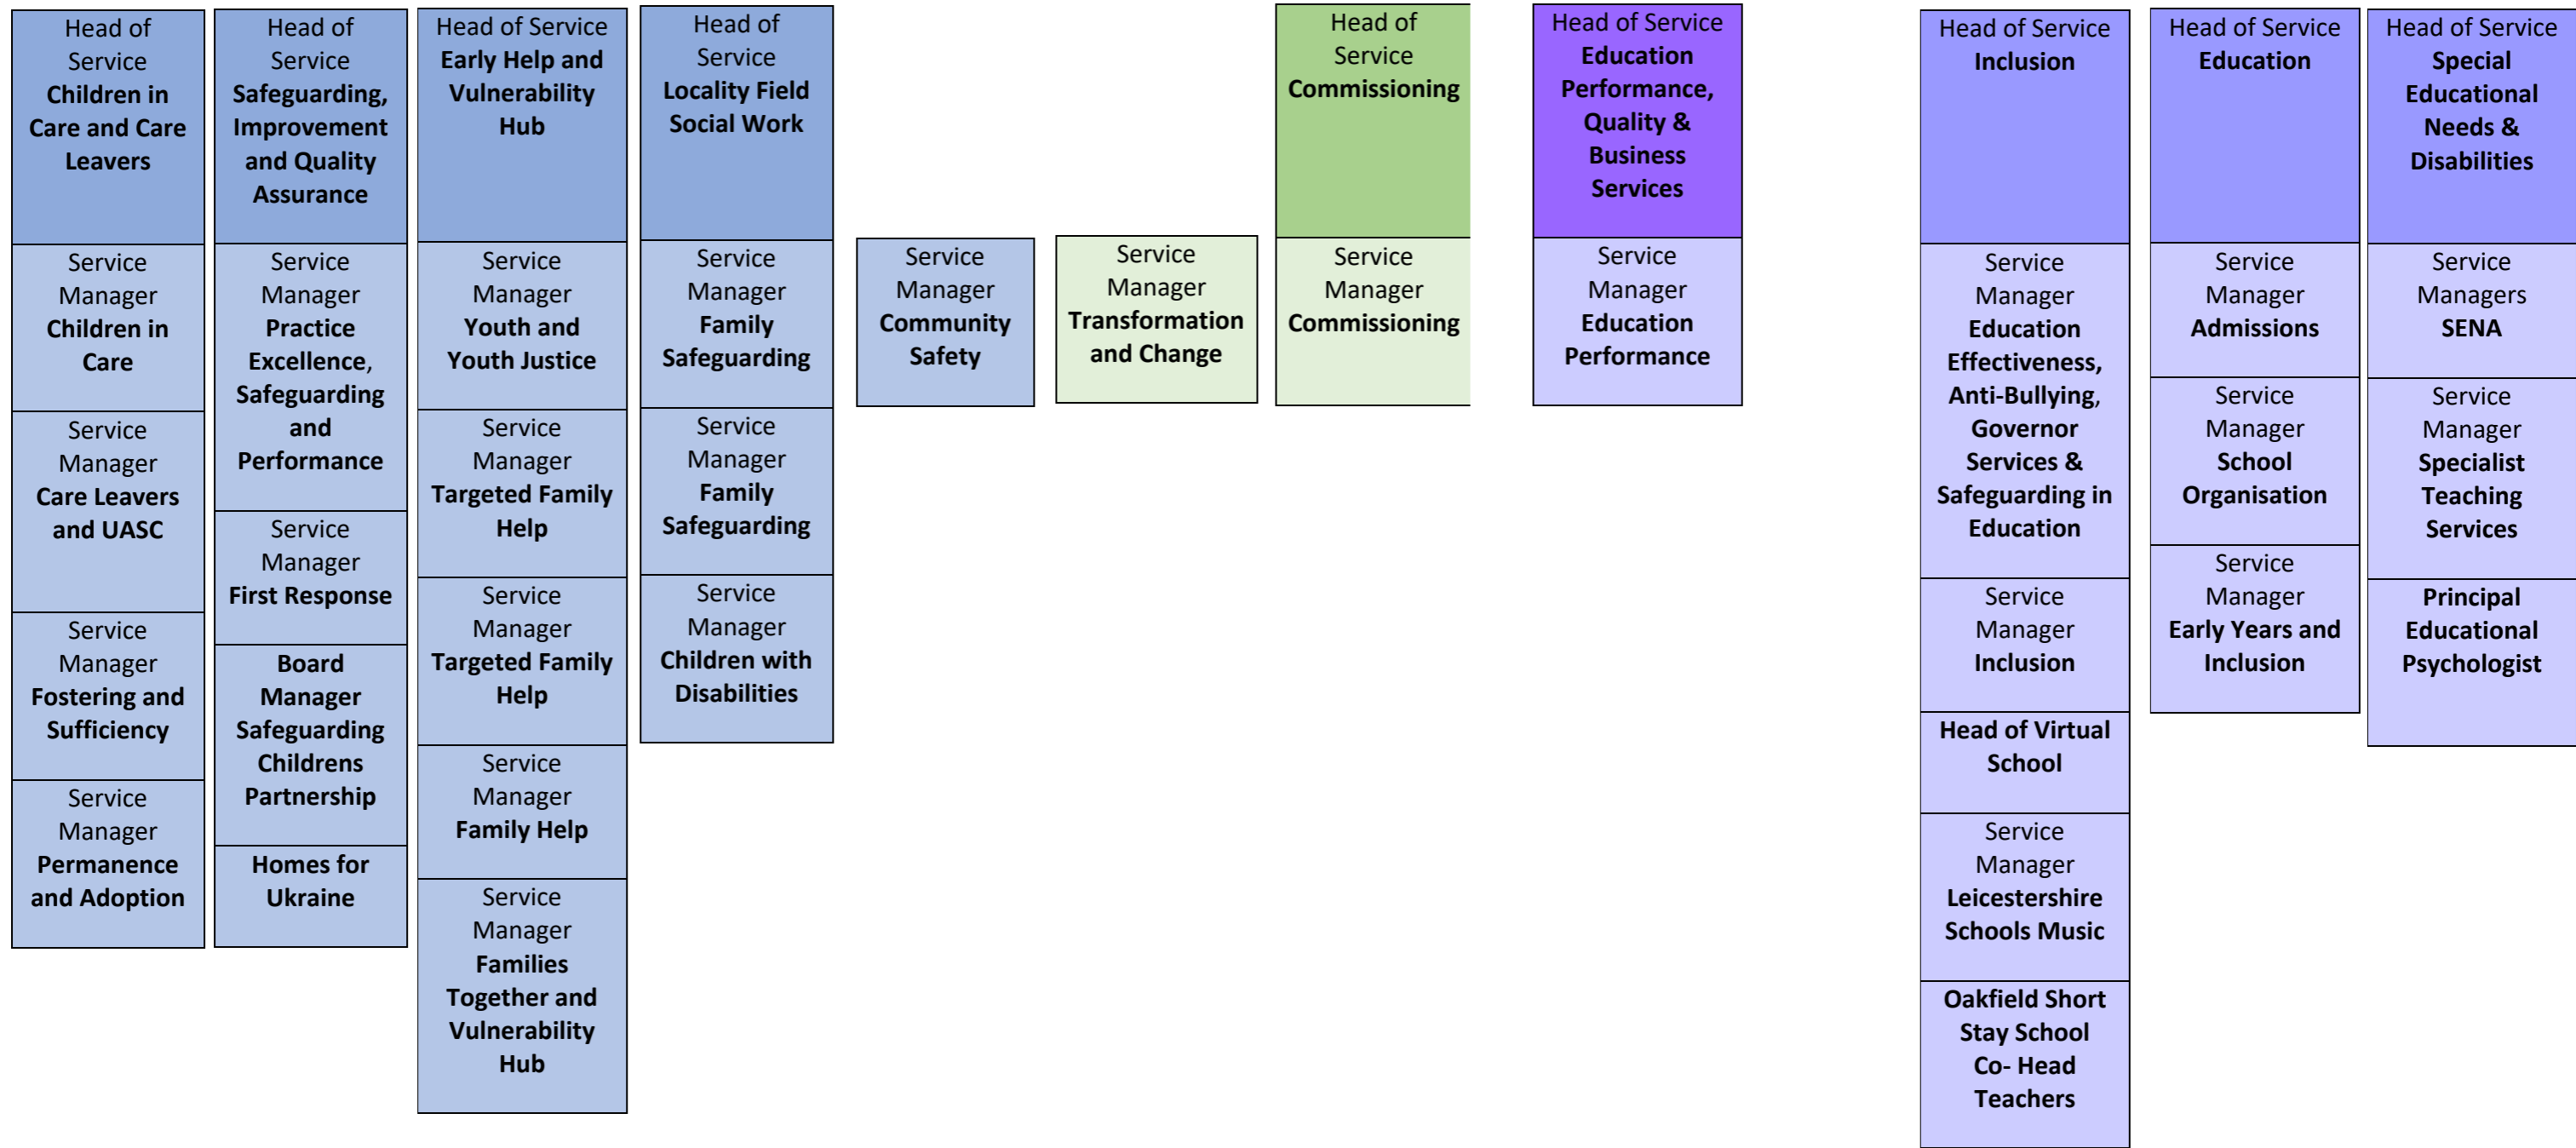 Head of
Service
Children in
Care and Care
Leavers
Service
Manager
Children in
Care
Service
Manager
Care Leavers
and UASC
Service
Manager
Fostering and
Sufficiency
Service
Manager
Permanence
and Adoption
Head of
Service
Safeguarding,
Improvement
and Quality
Assurance
Service
Manager
Practice
Excellence,
Safeguarding
and
Performance
Service
Manager
First Response
Board
Manager
Safeguarding
Childrens
Partnership
Homes for
Ukraine
Head of Service
Early Help and
Vulnerability
Hub
Service
Manager
Youth and
Youth Justice
Service
Manager
Targeted Family
Help
Service
Manager
Targeted Family
Help
Service
Manager
Family Help
Service
Manager
Families
Together and
Vulnerability
Hub
Head of
Service
Locality Field
Social Work
Service
Manager
Family
Safeguarding
Service
Manager
Family
Safeguarding
Service
Manager
Children with
Disabilities
Service
Manager
Community
Safety
Service
Manager
Transformation
and Change
Head of
Service
Commissioning
Service
Manager
Commissioning
Head of Service
Education
Performance,
Quality &
Business
Services
Service
Manager
Education
Performance
Head of Service
Inclusion
Service
Manager
Education
Effectiveness,
Anti-Bullying,
Governor
Services &
Safeguarding in
Education
Service
Manager
Inclusion
Head of Virtual
School
Service
Manager
Leicestershire
Schools Music
Oakfield Short
Stay School
Co- Head
Teachers
Head of Service
Education
Service
Manager
Admissions
Service
Manager
School
Organisation
Service
Manager
Early Years and
Inclusion
Head of Service
Special
Educational
Needs &
Disabilities
Service
Managers
SENA
Service
Manager
Specialist
Teaching
Services
Principal
Educational
Psychologist